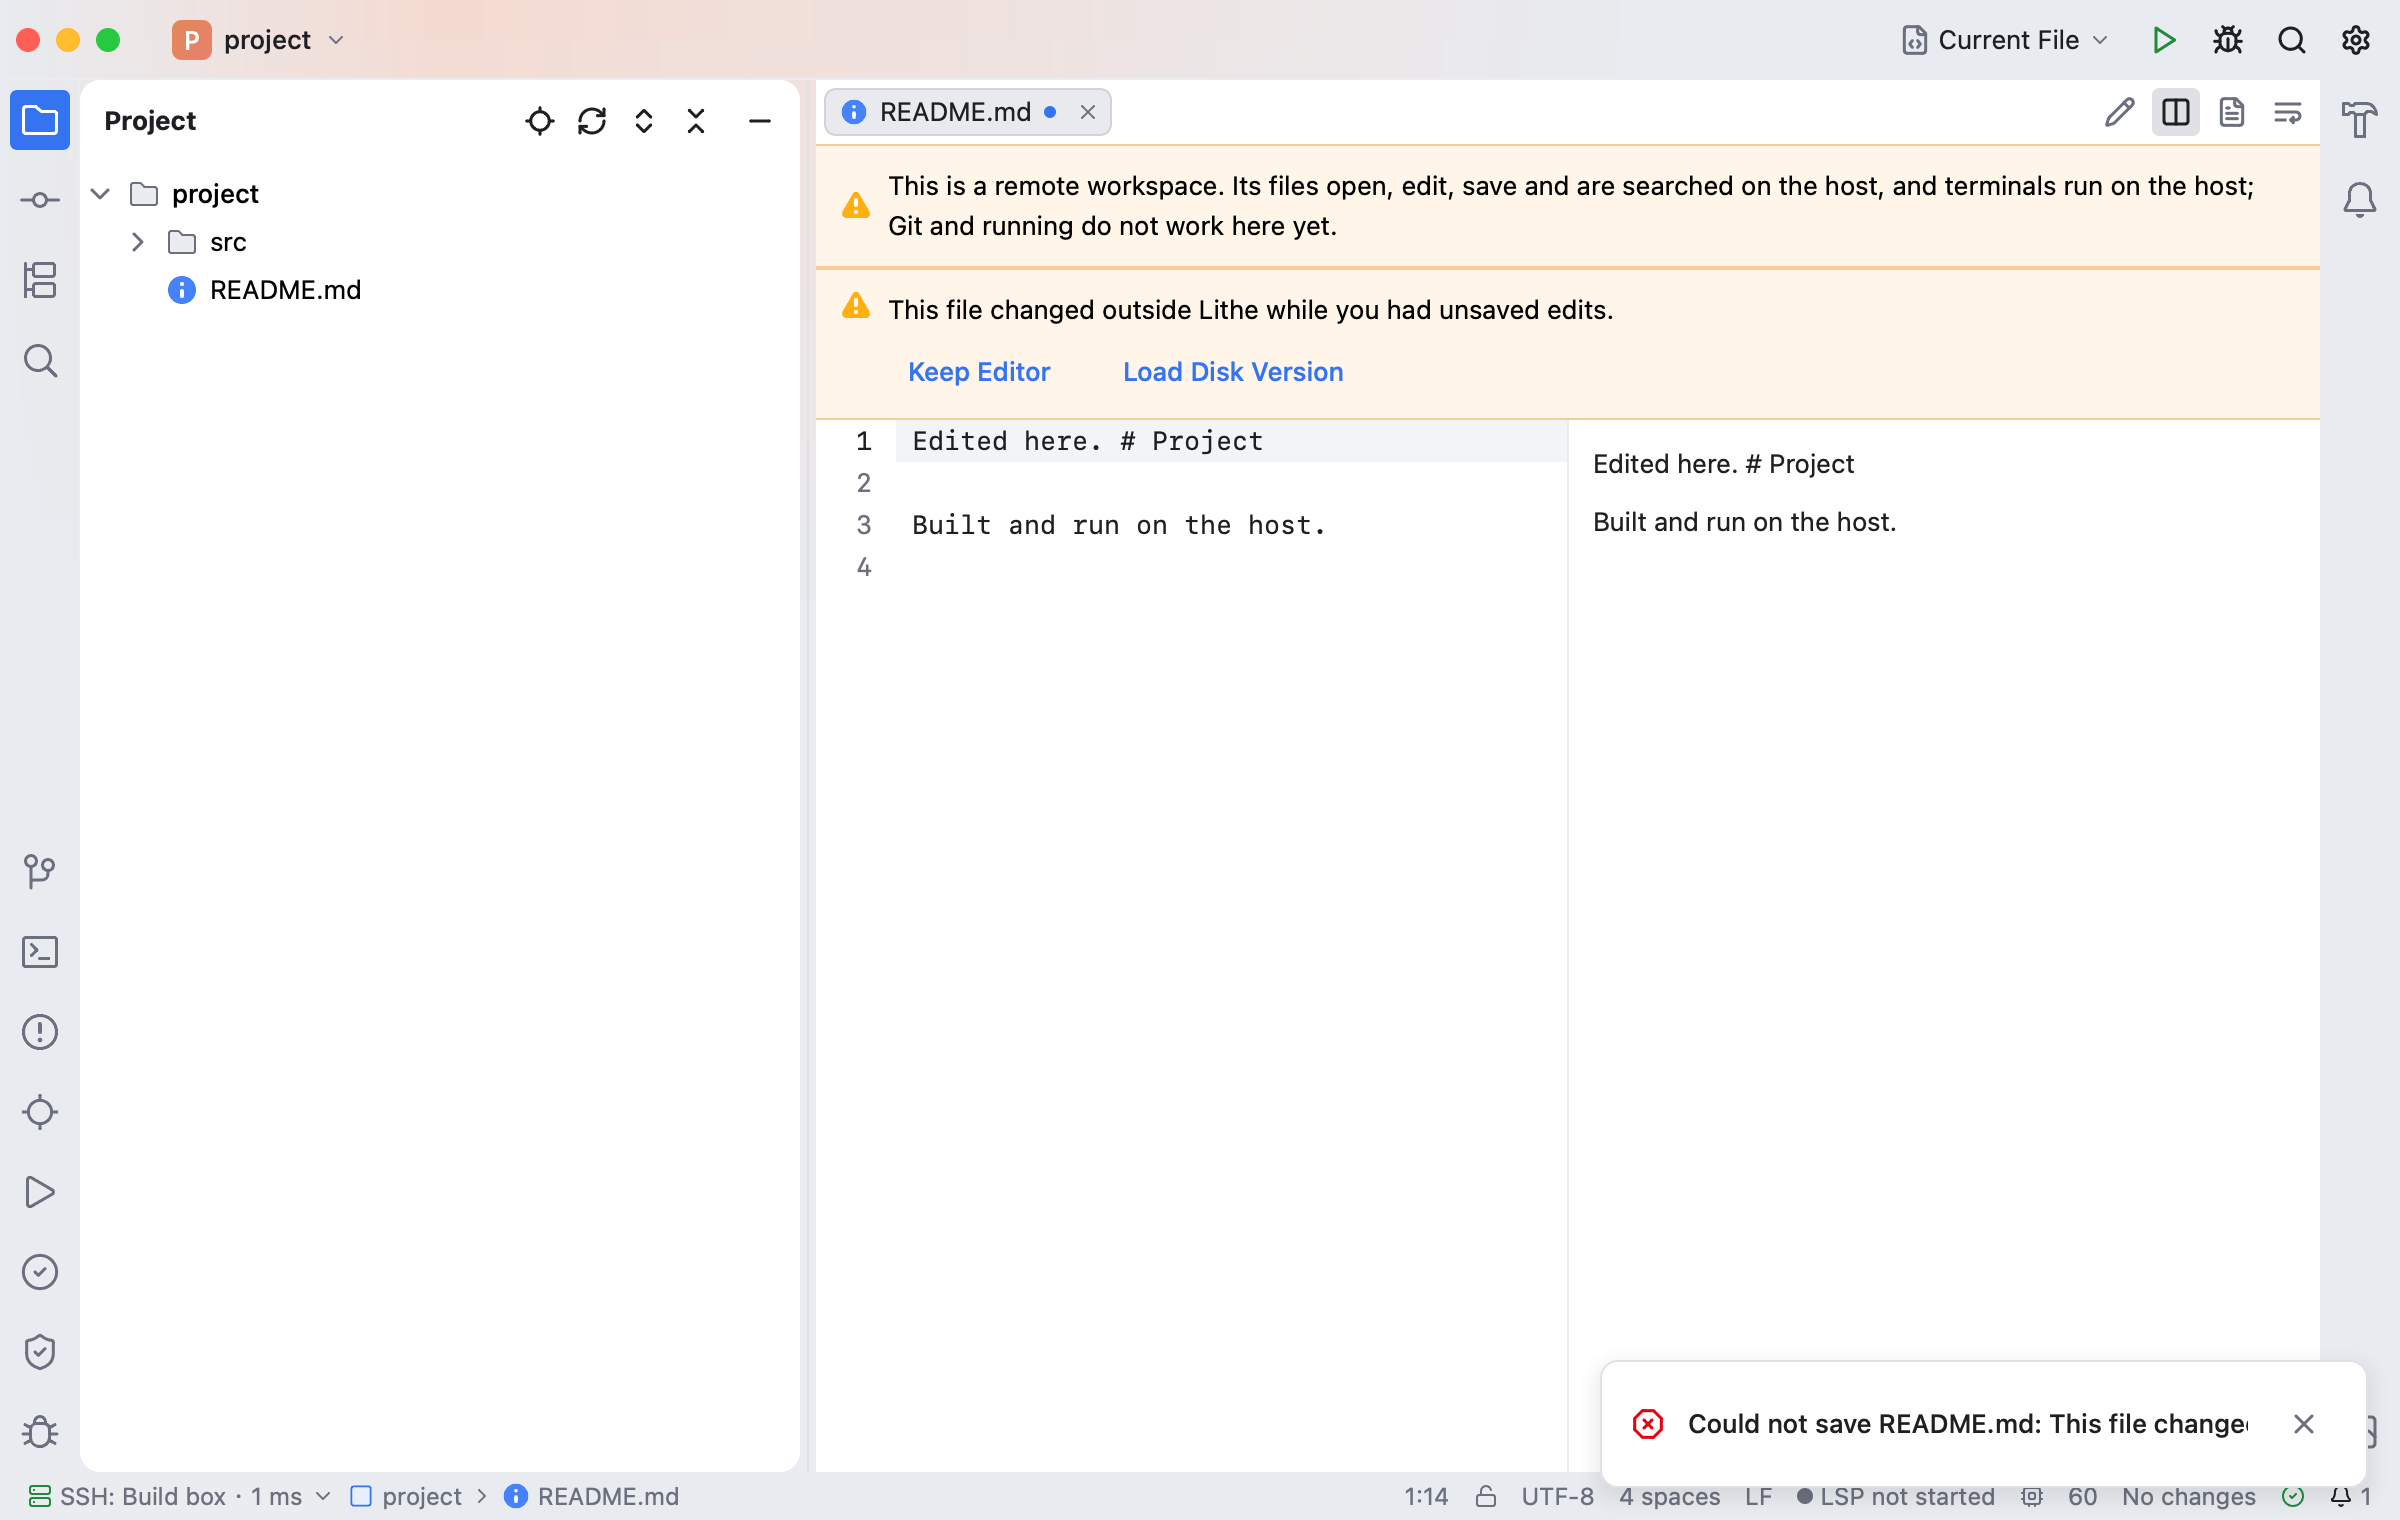 P project
Current File
Project
project
src
README.md
README.md
This is a remote workspace. Its files open, edit, save and are searched on the host, and terminals run on the host;
Git and running do not work here yet.
This file changed outside Lithe while you had unsaved edits.
Keep Editor Load Disk Version
1 Edited here. # Project
2
3 Built and run on the host.
4
Edited here. # Project
Built and run on the host.
Could not save README.md: This file change
SSH: Build box · 1 ms project README.md
1:14 UTF-8 4 spaces LF LSP not started 60 No changes 1